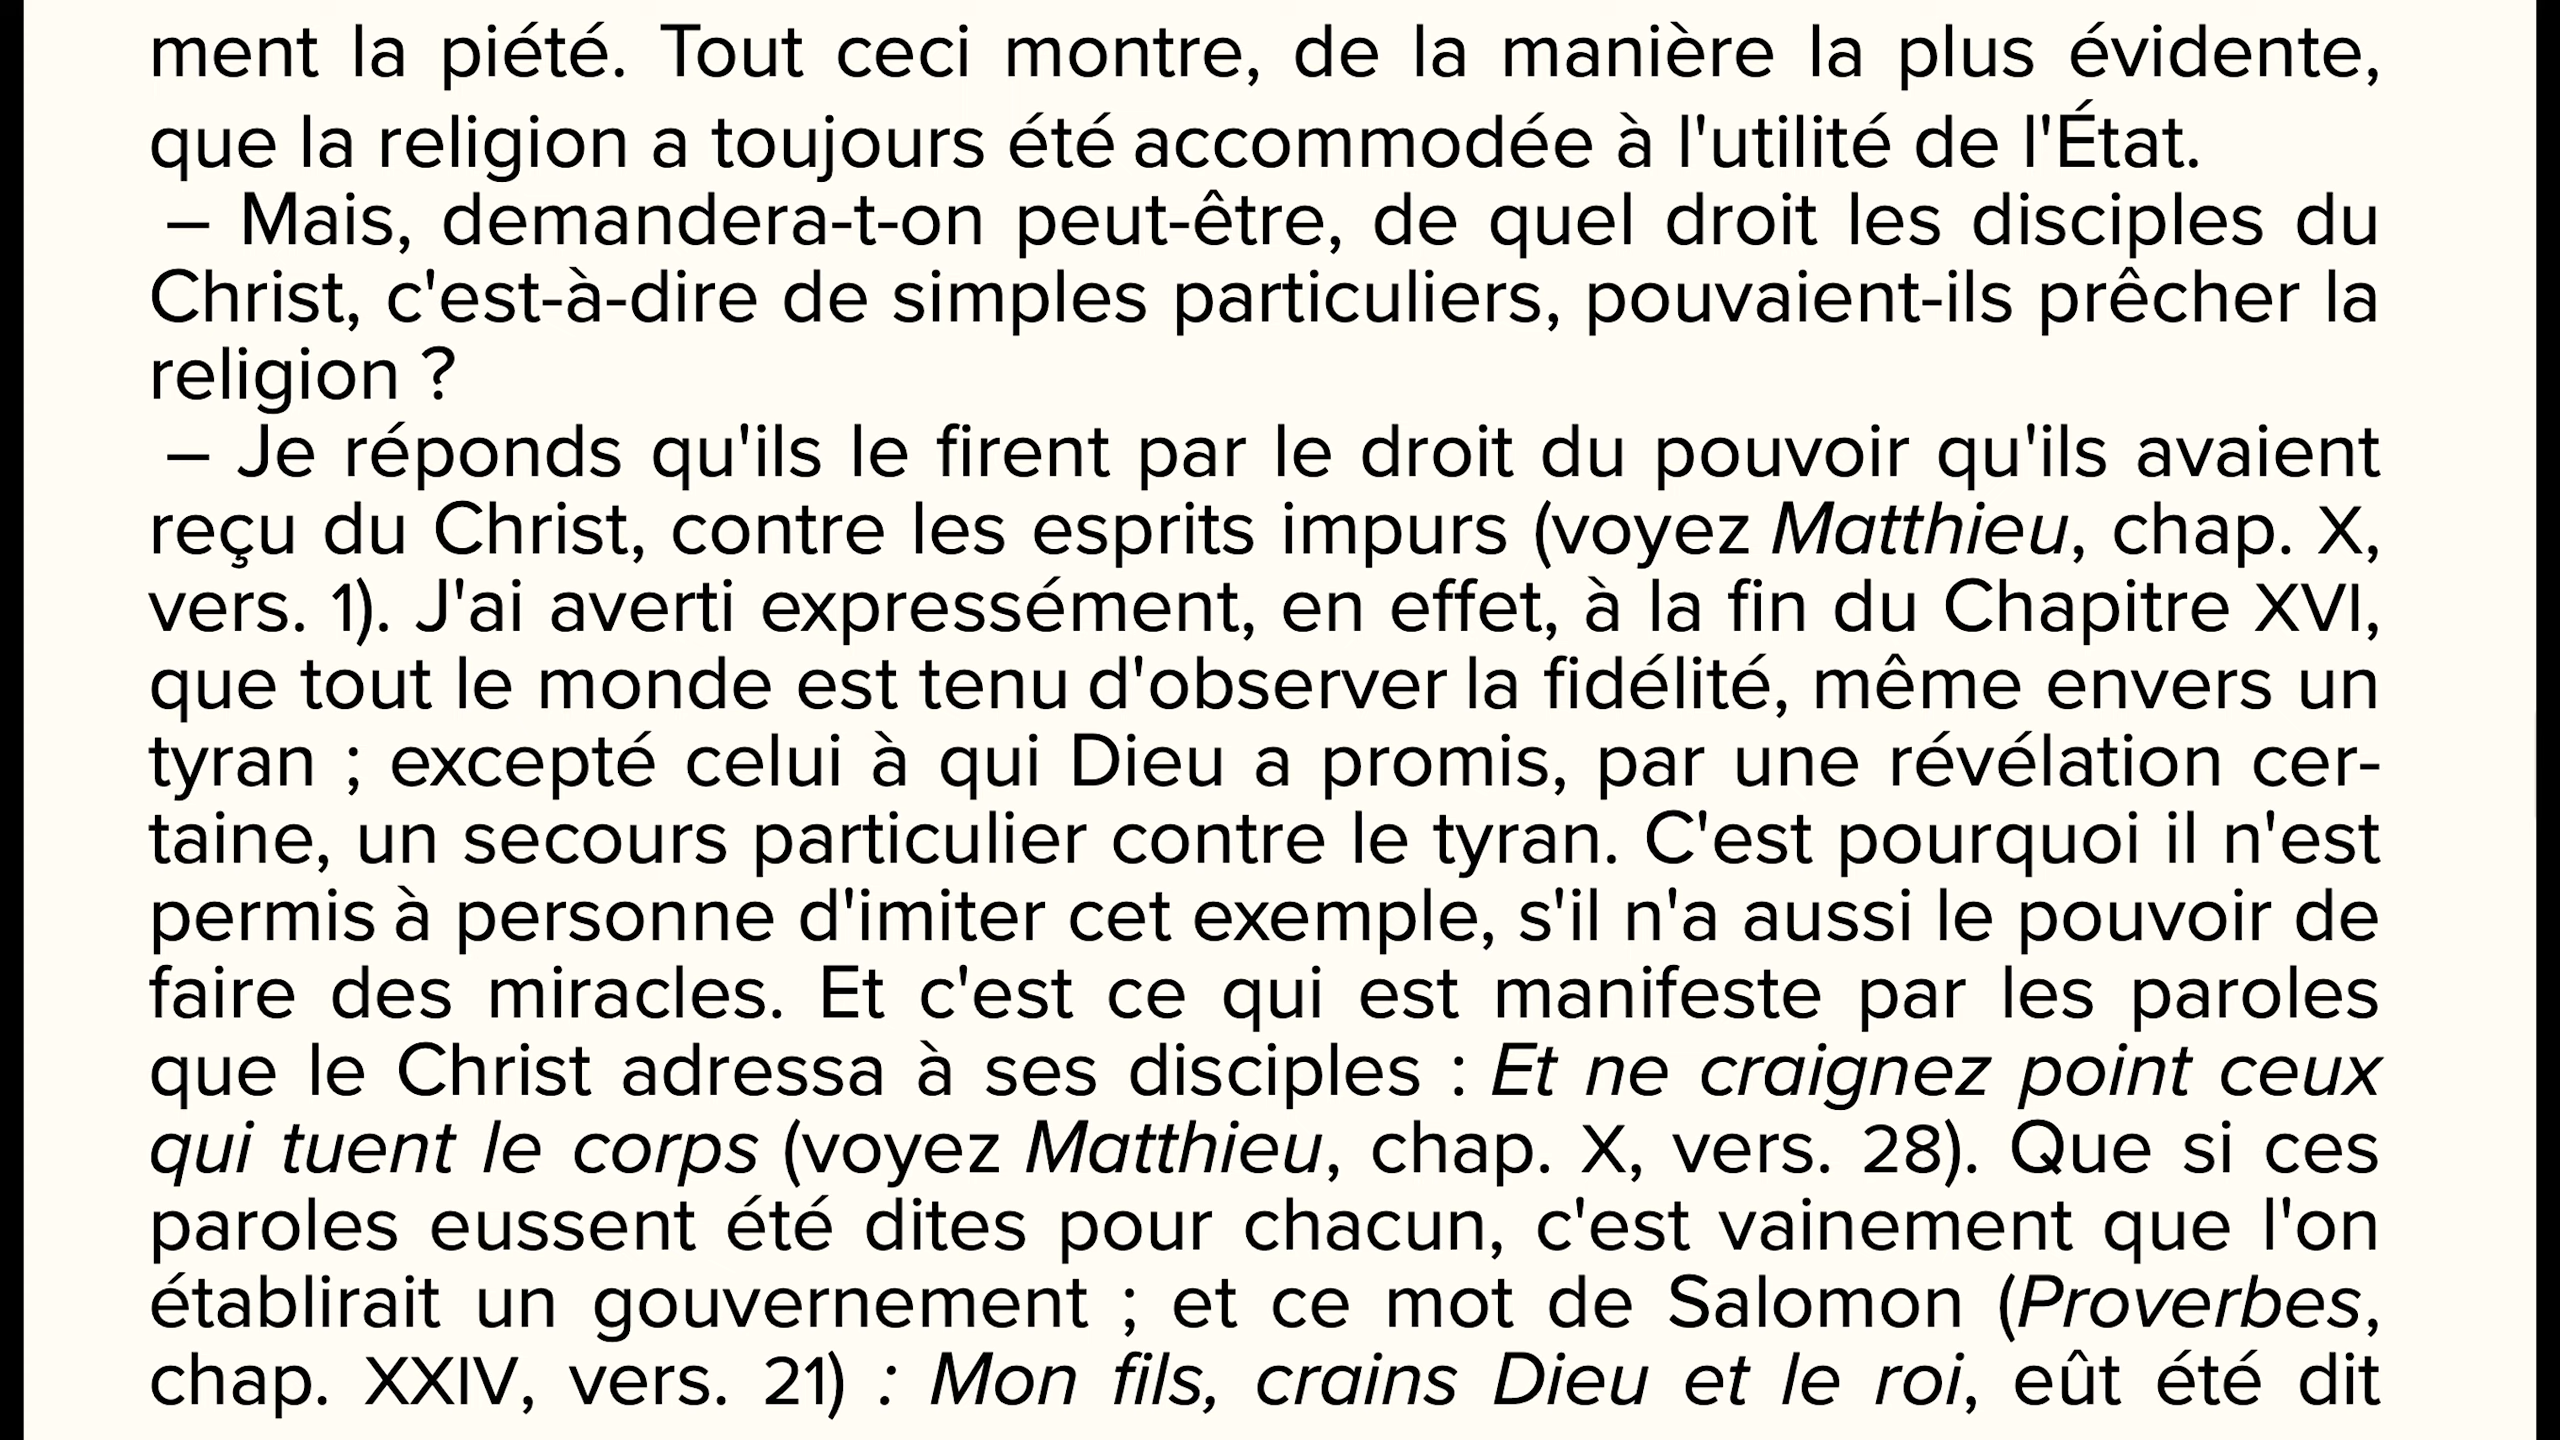 ment la piété. Tout ceci montre, de la manière la plus évidente,
que la religion a toujours été accommodée à l'utilité de l'État.
– Mais, demandera-t-on peut-être, de quel droit les disciples du
Christ, c'est-à-dire de simples particuliers, pouvaient-ils prêcher la
religion ?
– Je réponds qu'ils le firent par le droit du pouvoir qu'ils avaient
reçu du Christ, contre les esprits impurs (voyez Matthieu, chap. X,
vers. 1). J'ai averti expressément, en effet, à la fin du Chapitre XVI,
que tout le monde est tenu d'observer la fidélité, même envers un
tyran ; excepté celui à qui Dieu a promis, par une révélation cer-
taine, un secours particulier contre le tyran. C'est pourquoi il n'est
permis à personne d'imiter cet exemple, s'il n'a aussi le pouvoir de
faire des miracles. Et c'est ce qui est manifeste par les paroles
que le Christ adressa à ses disciples : Et ne craignez point ceux
qui tuent le corps (voyez Matthieu, chap. X, vers. 28). Que si ces
paroles eussent été dites pour chacun, c'est vainement que l'on
établirait un gouvernement ; et ce mot de Salomon (Proverbes,
chap. XXIV, vers. 21) : Mon fils, crains Dieu et le roi, eût été dit